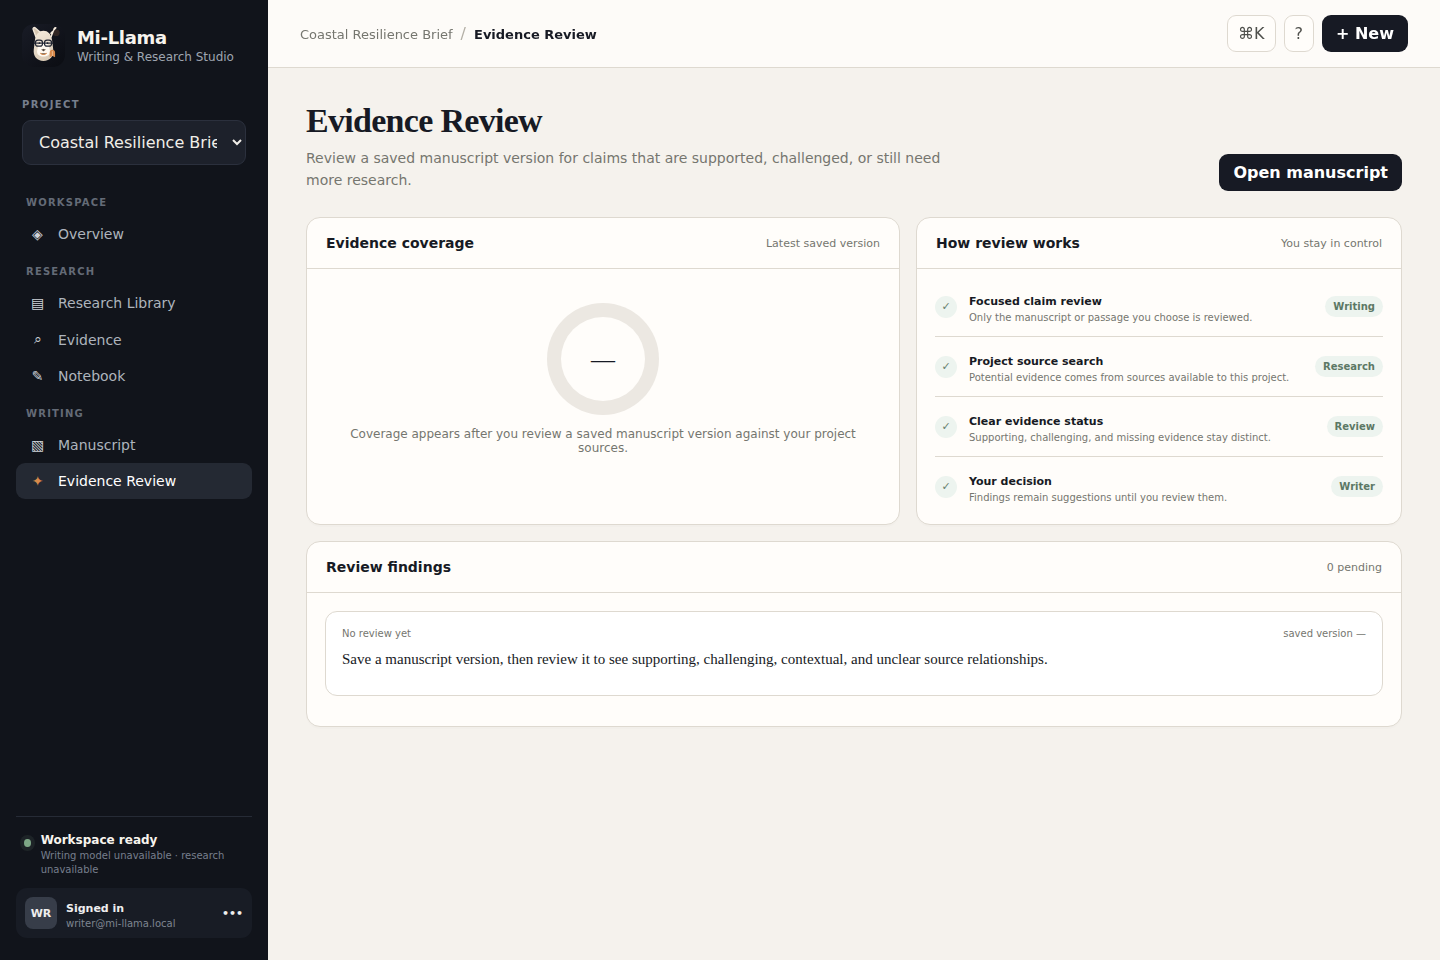 Mi-Llama
Writing & Research Studio
PROJECT
Coastal Resilience Brie
WORKSPACE
Overview
RESEARCH
Research Library
Evidence
Notebook
WRITING
Manuscript
Evidence Review
Workspace ready
Writing model unavailable · research
unavailable
WR
Signed in
writer@mi-llama.local
•••
Coastal Resilience Brief / Evidence Review
⌘K
?
+ New
Evidence Review
Review a saved manuscript version for claims that are supported, challenged, or still need
more research.
Open manuscript
Evidence coverage
Latest saved version
—
Coverage appears after you review a saved manuscript version against your project
sources.
How review works
You stay in control
✓
Focused claim review
Only the manuscript or passage you choose is reviewed.
Writing
✓
Project source search
Potential evidence comes from sources available to this project.
Research
✓
Clear evidence status
Supporting, challenging, and missing evidence stay distinct.
Review
✓
Your decision
Findings remain suggestions until you review them.
Writer
Review findings
0 pending
No review yet
saved version —
Save a manuscript version, then review it to see supporting, challenging, contextual, and unclear source relationships.